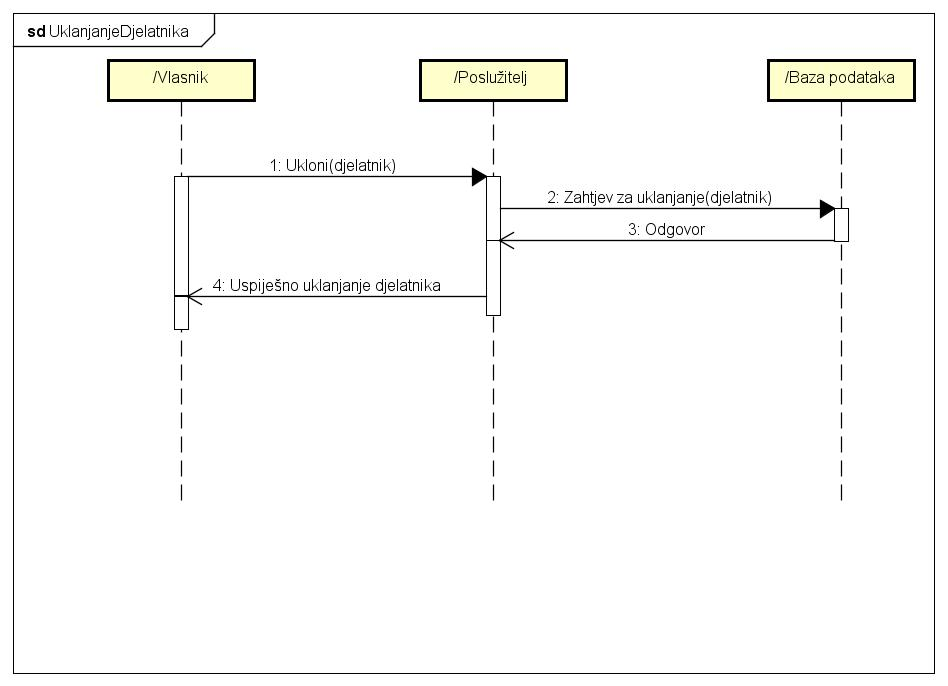 sd UklanjanjeDjelatnika
/Vlasnik
/Poslužitelj
/Baza podataka
1: Ukloni(djelatnik)
2: Zahtjev za uklanjanje(djelatnik)
3: Odgovor
4: Uspiješno uklanjanje djelatnika